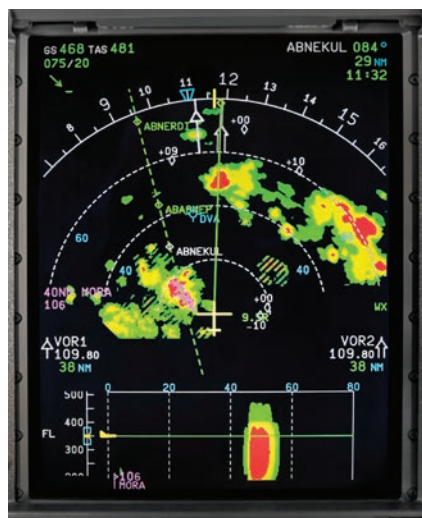 GS 468 TAS 481
075/20
ABNEKUL 084°
29 NM
11:32
8
9
10
11
12
13
14
15
16
ABNERDI
+00
+09
+10
DVA
ABNEKUL
60
40
40
40NM MORA
106
+00
-10
WX
VOR1
109.80
38 NM
VOR2
109.80
38 NM
500
400
300
200
FL
0
20
40
60
80
106
MORA